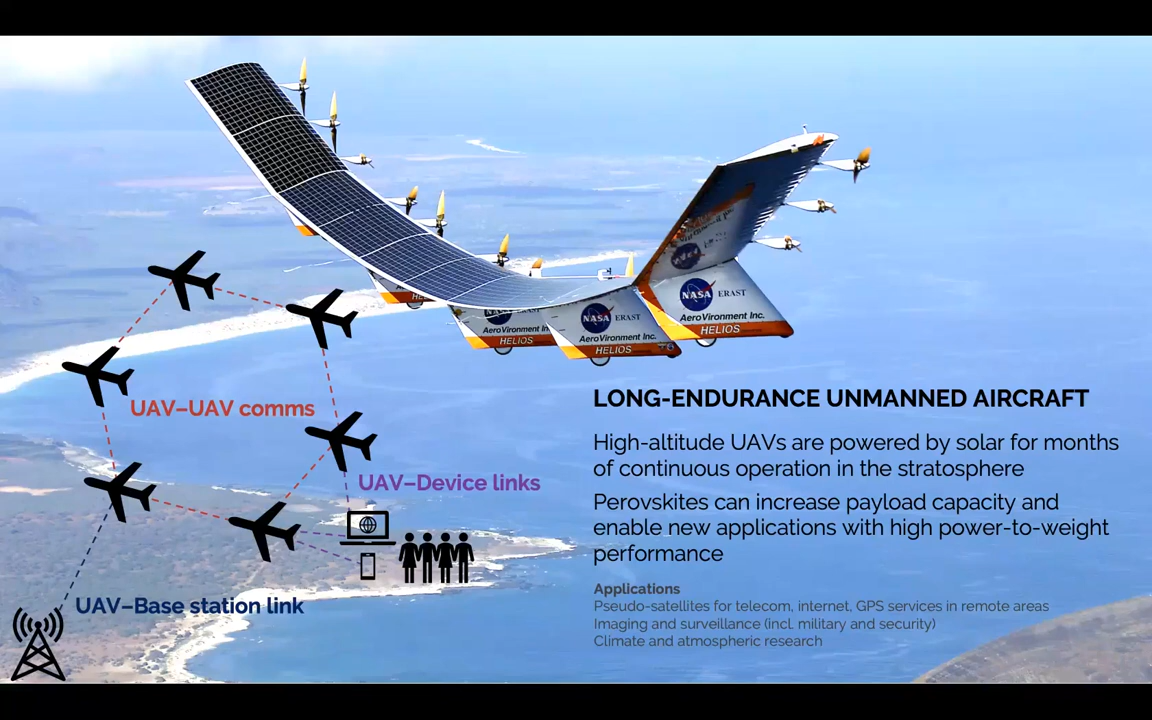 NASA ERAST
AeroVironment Inc.
HELIOS
NASA ERAST
AeroVironment Inc.
HELIOS
NASA
AeroVironment Inc.
HELIOS
UAV–UAV comms
UAV–Device links
UAV–Base station link
LONG-ENDURANCE UNMANNED AIRCRAFT
High-altitude UAVs are powered by solar for months
of continuous operation in the stratosphere
Perovskites can increase payload capacity and
enable new applications with high power-to-weight
performance
Applications
Pseudo-satellites for telecom, internet, GPS services in remote areas
Imaging and surveillance (incl. military and security)
Climate and atmospheric research